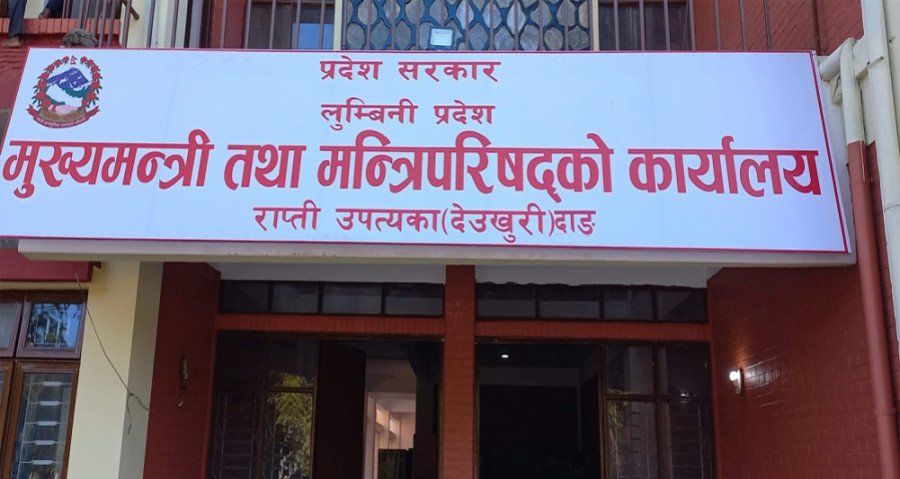 प्रदेश सरकार
लुम्बिनी प्रदेश
मुख्यमन्त्री तथा मन्त्रिपरिषद्को कार्यालय
राप्ती उपत्यका(देउखुरी)दाङ